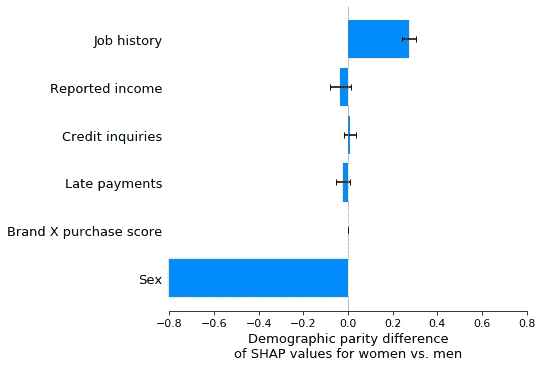 Job history
Reported income
Credit inquiries
Late payments
Brand X purchase score
Sex
−0.8 −0.6 −0.4 −0.2 0.0 0.2 0.4 0.6 0.8
Demographic parity difference
of SHAP values for women vs. men